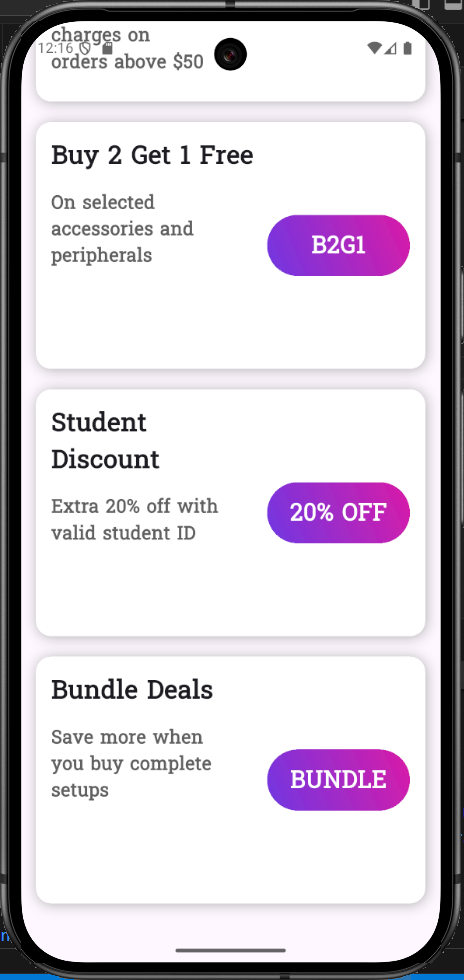 charges on
12:16
orders above $50
Buy 2 Get 1 Free
On selected
accessories and
peripherals
B2G1
Student
Discount
Extra 20% off with
valid student ID
20% OFF
Bundle Deals
Save more when
you buy complete
setups
BUNDLE